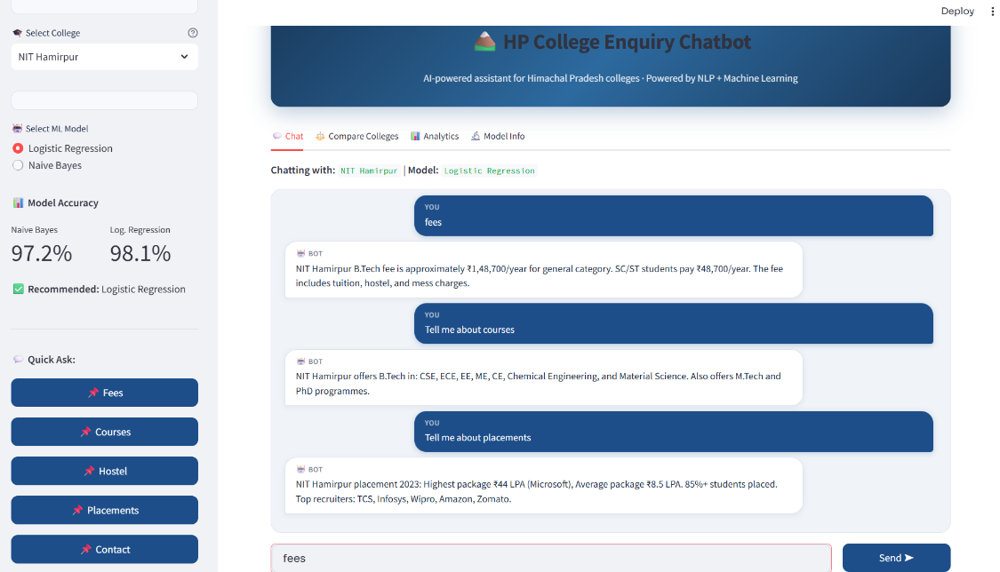 Deploy
Select College
NIT Hamirpur
Select ML Model
Logistic Regression
Naive Bayes
Model Accuracy
Naive Bayes
Log. Regression
97.2%
98.1%
Recommended: Logistic Regression
Quick Ask:
Fees
Courses
Hostel
Placements
Contact
HP College Enquiry Chatbot
AI-powered assistant for Himachal Pradesh colleges · Powered by NLP + Machine Learning
Chat
Compare Colleges
Analytics
Model Info
Chatting with: NIT Hamirpur | Model: Logistic Regression
YOU
fees
BOT
NIT Hamirpur B.Tech fee is approximately ₹1,48,700/year for general category. SC/ST students pay ₹48,700/year. The fee
includes tuition, hostel, and mess charges.
YOU
Tell me about courses
BOT
NIT Hamirpur offers B.Tech in: CSE, ECE, EE, ME, CE, Chemical Engineering, and Material Science. Also offers M.Tech and
PhD programmes.
YOU
Tell me about placements
BOT
NIT Hamirpur placement 2023: Highest package ₹44 LPA (Microsoft), Average package ₹8.5 LPA. 85%+ students placed.
Top recruiters: TCS, Infosys, Wipro, Amazon, Zomato.
fees
Send ➤